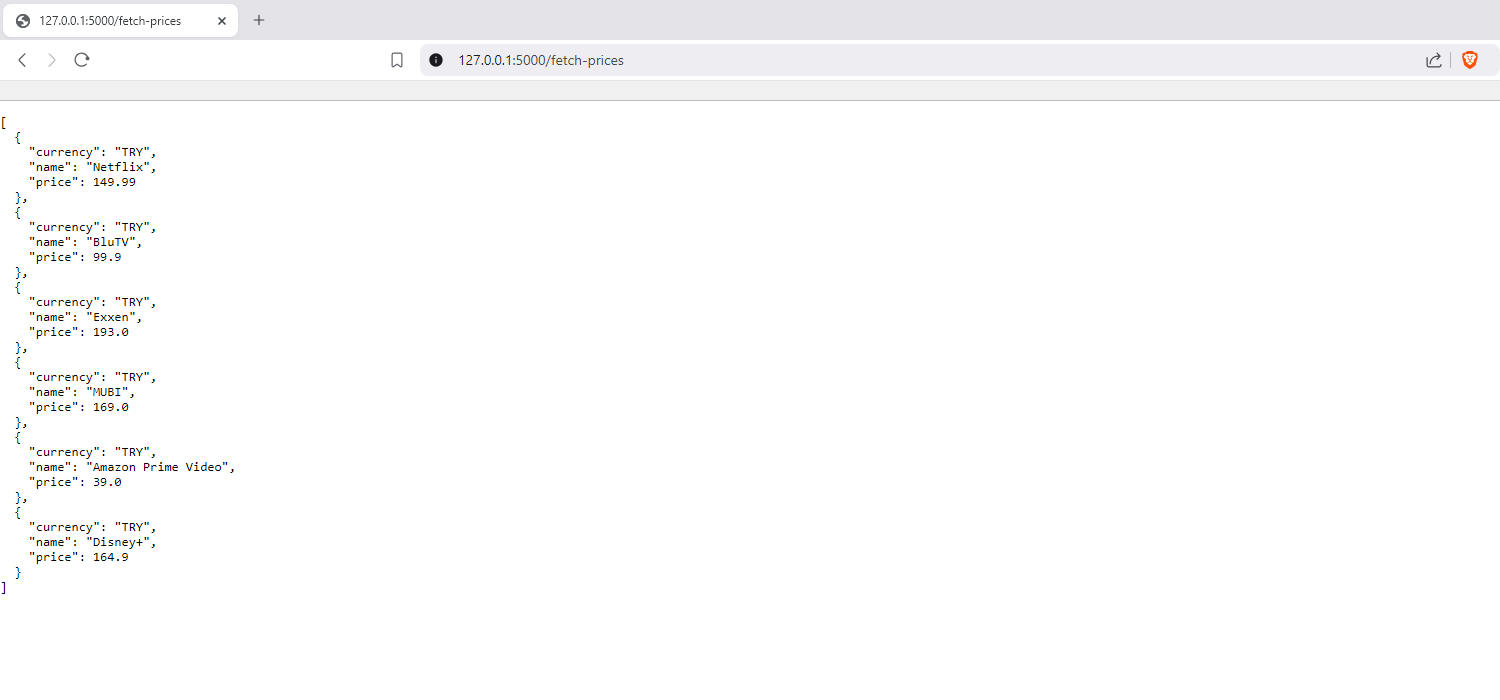 127.0.0.1:5000/fetch-prices
127.0.0.1:5000/fetch-prices
[
  {
    "currency": "TRY",
    "name": "Netflix",
    "price": 149.99
  },
  {
    "currency": "TRY",
    "name": "BluTV",
    "price": 99.9
  },
  {
    "currency": "TRY",
    "name": "Exxen",
    "price": 193.0
  },
  {
    "currency": "TRY",
    "name": "MUBI",
    "price": 169.0
  },
  {
    "currency": "TRY",
    "name": "Amazon Prime Video",
    "price": 39.0
  },
  {
    "currency": "TRY",
    "name": "Disney+",
    "price": 164.9
  }
]